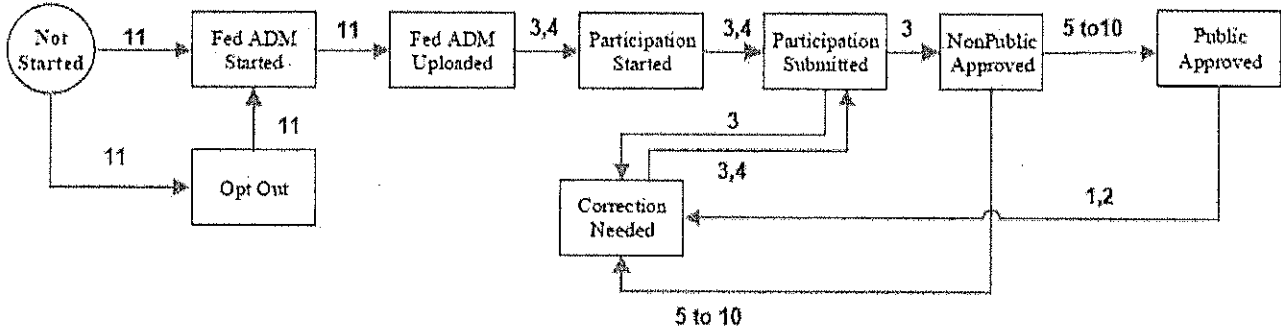 Not
Started
11
Fed ADM
Started
11
Fed ADM
Uploaded
3,4
Participation
Started
3,4
Participation
Submitted
3
NonPublic
Approved
5 to10
Public
Approved
11
11
Opt Out
3
3,4
Correction
Needed
1,2
5 to 10